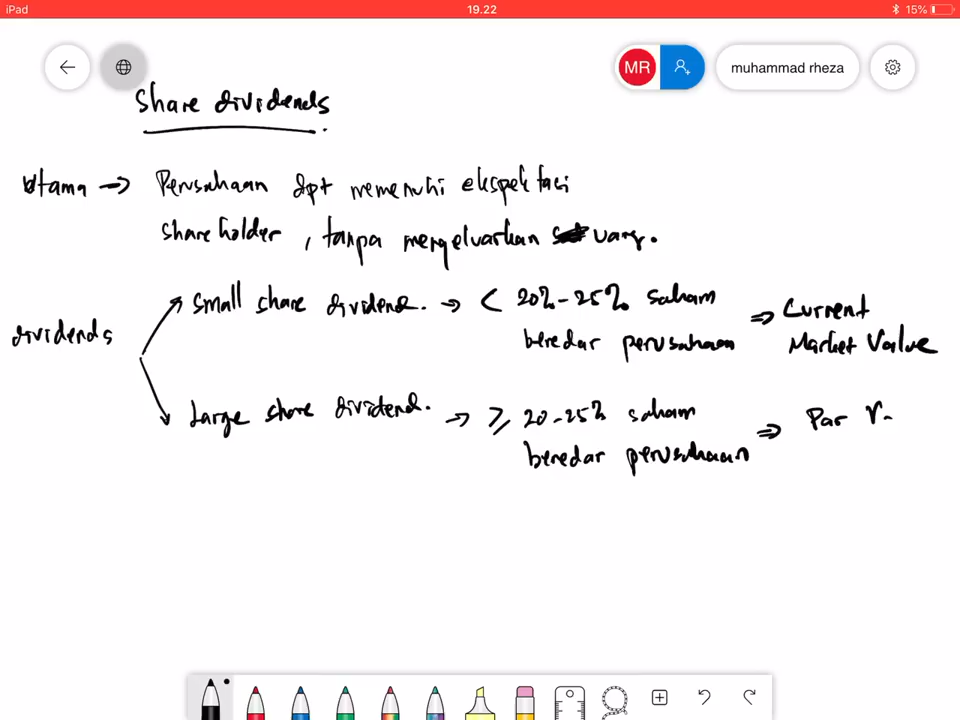 iPad
19.22
15%
MR
muhammad rheza
Share dividends
Utama → Perusahaan dpt memenuhi ekspektasi
shareholder, tanpa mengeluarkan uang.
dividends
small share dividend. → < 20% - 25% saham
beredar perusahaan
⇒ Current
Market Value
Large share dividend. → ≥ 20 - 25% saham
beredar perusahaan
⇒ Par V